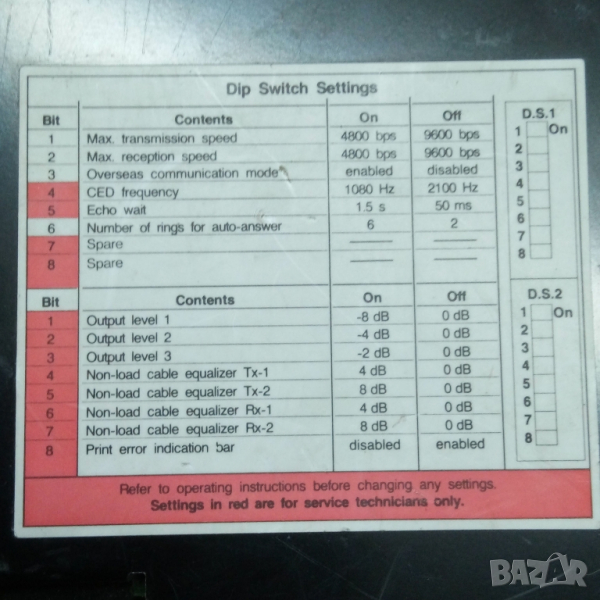 Dip Switch Settings
Bit Contents On Off
1 Max. transmission speed 4800 bps 9600 bps
2 Max. reception speed 4800 bps 9600 bps
3 Overseas communication mode enabled disabled
4 CED frequency 1080 Hz 2100 Hz
5 Echo wait 1.5 s 50 ms
6 Number of rings for auto-answer 6 2
7 Spare
8 Spare
D.S.1
1 On
2
3
4
5
6
7
8
Bit Contents On Off
1 Output level 1 -8 dB 0 dB
2 Output level 2 -4 dB 0 dB
3 Output level 3 -2 dB 0 dB
4 Non-load cable equalizer Tx-1 4 dB 0 dB
5 Non-load cable equalizer Tx-2 8 dB 0 dB
6 Non-load cable equalizer Rx-1 4 dB 0 dB
7 Non-load cable equalizer Rx-2 8 dB 0 dB
8 Print error indication bar disabled enabled
D.S.2
1 On
2
3
4
5
6
7
8
Refer to operating instructions before changing any settings.
Settings in red are for service technicians only.
BAZAR